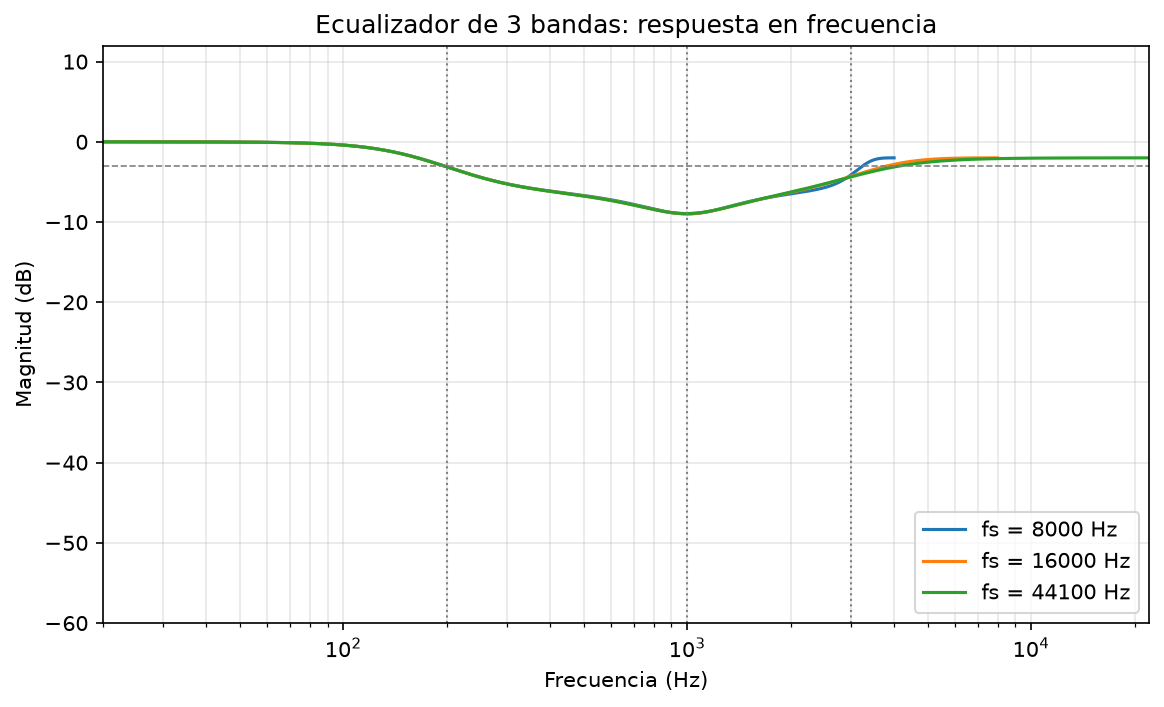 Ecualizador de 3 bandas: respuesta en frecuencia
Magnitud (dB)
10
0
−10
−20
−30
−40
−50
−60
10²
10³
10⁴
Frecuencia (Hz)
fs = 8000 Hz
fs = 16000 Hz
fs = 44100 Hz